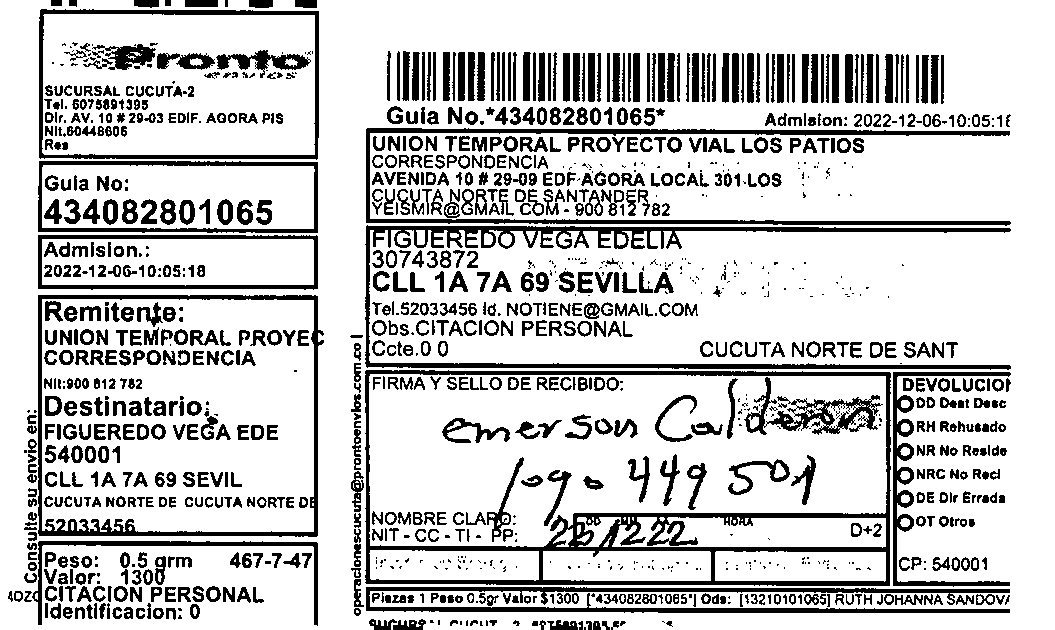 Pronto
envios
SUCURSAL CUCUTA-2
Tel. 6075891395
Dir. AV. 10 # 29-03 EDIF. AGORA PIS
Nit.60448606
Res
Guia No:
434082801065
Admision.:
2022-12-06-10:05:18
Remitente:
UNION TEMPORAL PROYEC
CORRESPONDENCIA
Nit:900 812 782
Destinatario:
FIGUEREDO VEGA EDE
540001
CLL 1A 7A 69 SEVIL
CUCUTA NORTE DE CUCUTA NORTE DE
52033456
Peso: 0.5 grm 467-7-47
Valor: 1300
CITACION PERSONAL
Identificacion: 0
Consulte su envio en:
Guia No.*434082801065*
Admision: 2022-12-06-10:05:18
UNION TEMPORAL PROYECTO VIAL LOS PATIOS
CORRESPONDENCIA
AVENIDA 10 # 29-09 EDF AGORA LOCAL 301 LOS
CUCUTA NORTE DE SANTANDER
YEISMIR@GMAIL COM - 900 812 782
FIGUEREDO VEGA EDELIA
30743872
CLL 1A 7A 69 SEVILLA
Tel.52033456 Id. NOTIENE@GMAIL.COM
Obs.CITACION PERSONAL
Ccte.0 0 CUCUTA NORTE DE SANT
operacionescucuta@prontoenvios.com.co
FIRMA Y SELLO DE RECIBIDO:
emerson Calderon
1090 449 501
NOMBRE CLARO:
NIT - CC - TI - PP:
HORA
D+2
DEVOLUCION
DD Dest Desc
RH Rehusado
NR No Reside
NRC No Recl
DE Dir Errada
OT Otros
CP: 540001
Piezas 1 Peso 0.5gr Valor $1300 [*434082801065*] Ods: [13210101065] RUTH JOHANNA SANDOVA